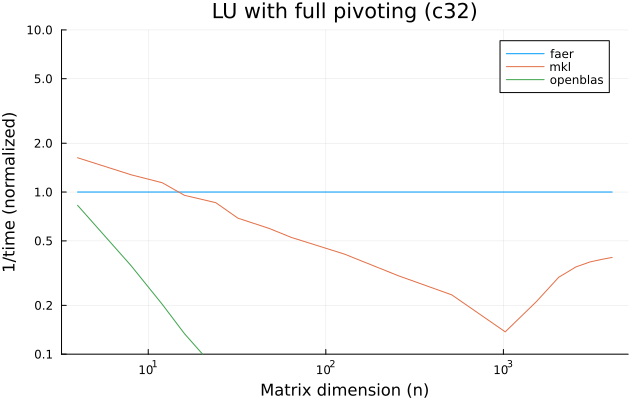 LU with full pivoting (c32)
10.0
5.0
2.0
1.0
0.5
0.2
0.1
1/time (normalized)
faer
mkl
openblas
10¹
10²
10³
Matrix dimension (n)